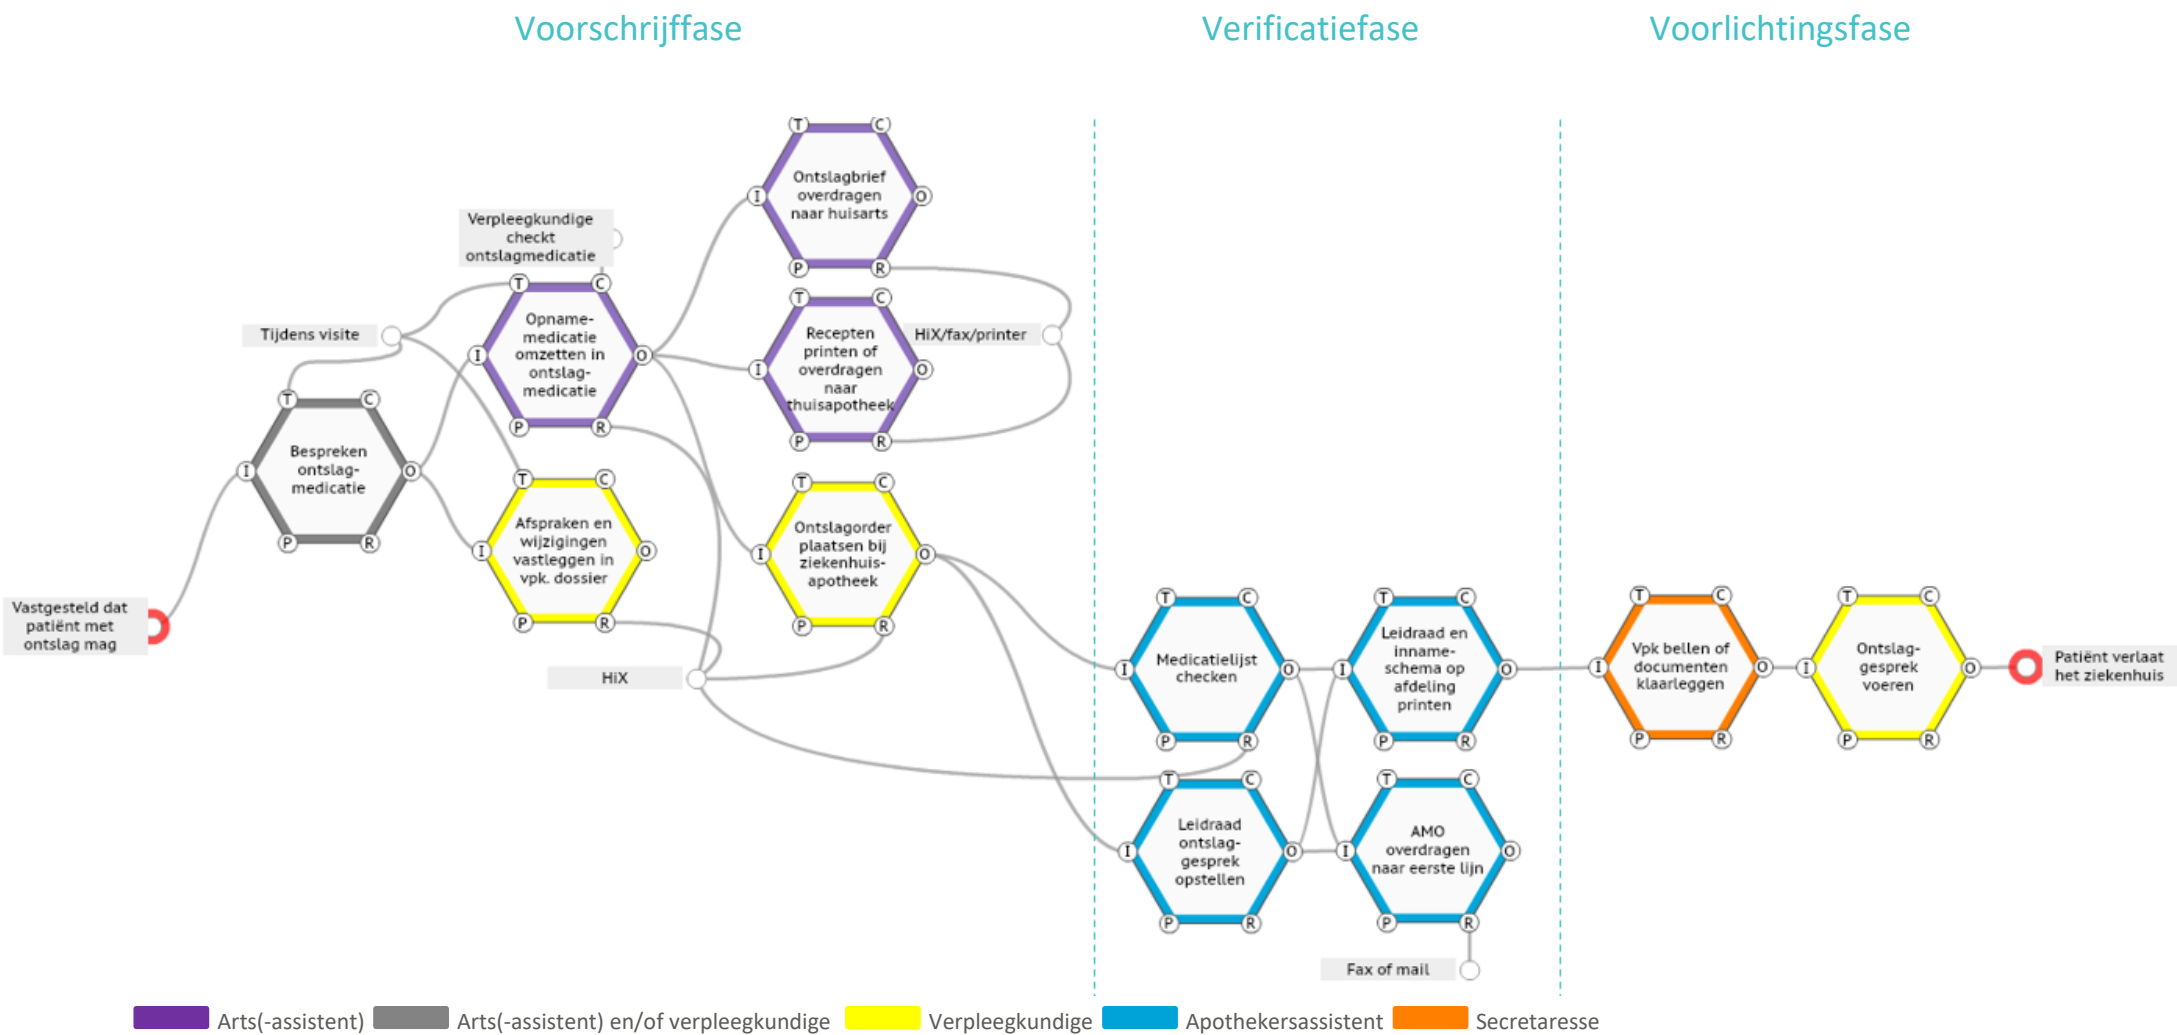 Voorschrijffase
Verificatiefase
Voorlichtingsfase
T
C
I
Ontslagbrief
overdragen
naar huisarts
O
P
R
Verpleegkundige
checkt
ontslagmedicatie
T
C
I
Opname-
medicatie
omzetten in
ontslag-
medicatie
O
P
R
T
C
I
Recepten
printen of
overdragen
naar
thuisapotheek
O
P
R
HiX/fax/printer
Tijdens visite
T
C
I
Bespreken
ontslag-
medicatie
O
P
R
T
C
I
Afspraken en
wijzigingen
vastleggen in
vpk. dossier
O
P
R
T
C
I
Ontslagorder
plaatsen bij
ziekenhuis-
apotheek
O
P
R
Vastgesteld dat
patiënt met
ontslag mag
HiX
T
C
I
Medicatielijst
checken
O
P
R
T
C
I
Leidraad en
inname-
schema op
afdeling
printen
O
P
R
T
C
I
Vpk bellen of
documenten
klaarleggen
O
P
R
T
C
I
Ontslag-
gesprek
voeren
O
P
R
Patiënt verlaat
het ziekenhuis
T
C
I
Leidraad
ontslag-
gesprek
opstellen
O
P
R
T
C
I
AMO
overdragen
naar eerste lijn
O
P
R
Fax of mail
Arts(-assistent)
Arts(-assistent) en/of verpleegkundige
Verpleegkundige
Apothekersassistent
Secretaresse